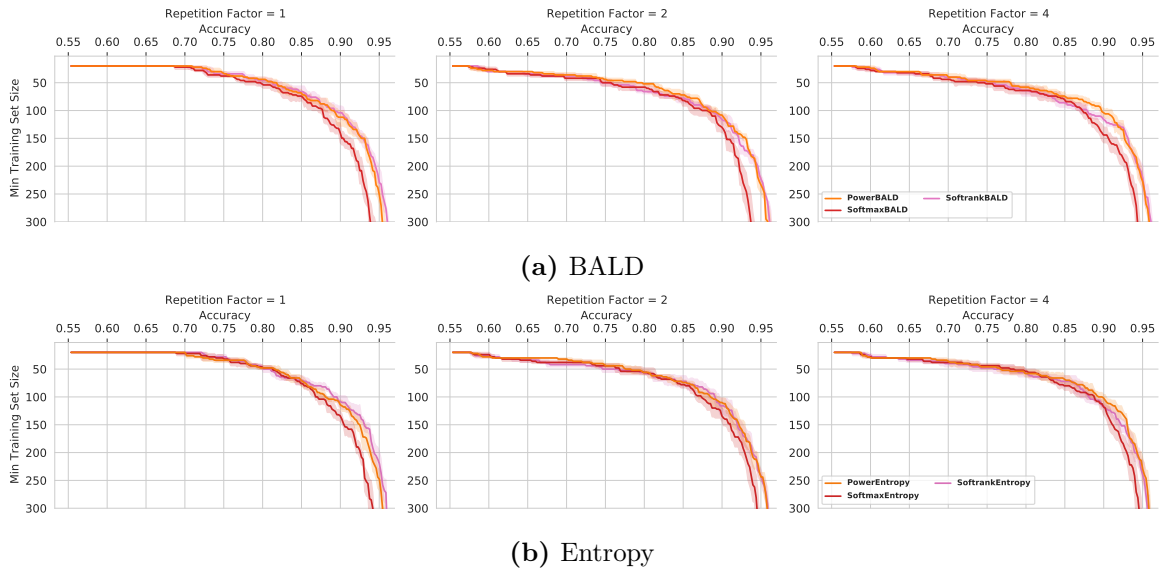 Repetition Factor = 1
Accuracy
0.55 0.60 0.65 0.70 0.75 0.80 0.85 0.90 0.95
Min Training Set Size
50
100
150
200
250
300
Repetition Factor = 2
Accuracy
0.55 0.60 0.65 0.70 0.75 0.80 0.85 0.90 0.95
50
100
150
200
250
300
Repetition Factor = 4
Accuracy
0.55 0.60 0.65 0.70 0.75 0.80 0.85 0.90 0.95
50
100
150
200
250
300
PowerBALD
SoftmaxBALD
SoftrankBALD
(a) BALD
Repetition Factor = 1
Accuracy
0.55 0.60 0.65 0.70 0.75 0.80 0.85 0.90 0.95
Min Training Set Size
50
100
150
200
250
300
Repetition Factor = 2
Accuracy
0.55 0.60 0.65 0.70 0.75 0.80 0.85 0.90 0.95
50
100
150
200
250
300
Repetition Factor = 4
Accuracy
0.55 0.60 0.65 0.70 0.75 0.80 0.85 0.90 0.95
50
100
150
200
250
300
PowerEntropy
SoftmaxEntropy
SoftrankEntropy
(b) Entropy